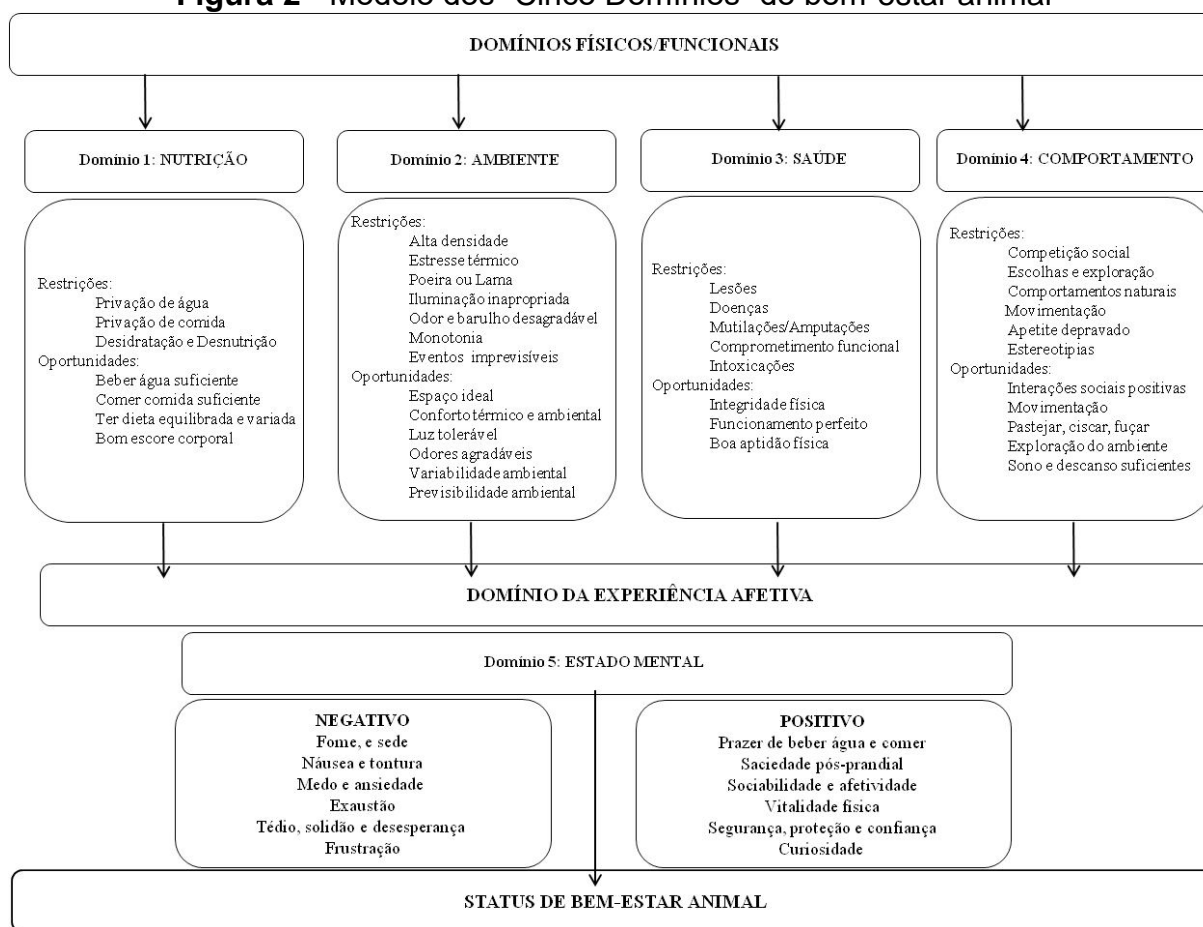 Figura 2 - Modelo dos "Cinco Domínios" de bem-estar animal
DOMÍNIOS FÍSICOS/FUNCIONAIS
Domínio 1: NUTRIÇÃO
Restrições:
Privação de água
Privação de comida
Desidratação e Desnutrição
Oportunidades:
Beber água suficiente
Comer comida suficiente
Ter dieta equilibrada e variada
Bom escore corporal
Domínio 2: AMBIENTE
Restrições:
Alta densidade
Estresse térmico
Poeira ou Lama
Iluminação inapropriada
Odor e barulho desagradável
Monotonia
Eventos imprevisíveis
Oportunidades:
Espaço ideal
Conforto térmico e ambiental
Luz tolerável
Odores agradáveis
Variabilidade ambiental
Previsibilidade ambiental
Domínio 3: SAÚDE
Restrições:
Lesões
Doenças
Mutilações/Amputações
Comprometimento funcional
Intoxicações
Oportunidades:
Integridade física
Funcionamento perfeito
Boa aptidão física
Domínio 4: COMPORTAMENTO
Restrições:
Competição social
Escolhas e exploração
Comportamentos naturais
Movimentação
Apetite depravado
Estereotipias
Oportunidades:
Interações sociais positivas
Movimentação
Pastejar, ciscar, fuçar
Exploração do ambiente
Sono e descanso suficientes
DOMÍNIO DA EXPERIÊNCIA AFETIVA
Domínio 5: ESTADO MENTAL
NEGATIVO
Fome, e sede
Náusea e tontura
Medo e ansiedade
Exaustão
Tédio, solidão e desesperança
Frustração
POSITIVO
Prazer de beber água e comer
Saciedade pós-prandial
Sociabilidade e afetividade
Vitalidade física
Segurança, proteção e confiança
Curiosidade
STATUS DE BEM-ESTAR ANIMAL